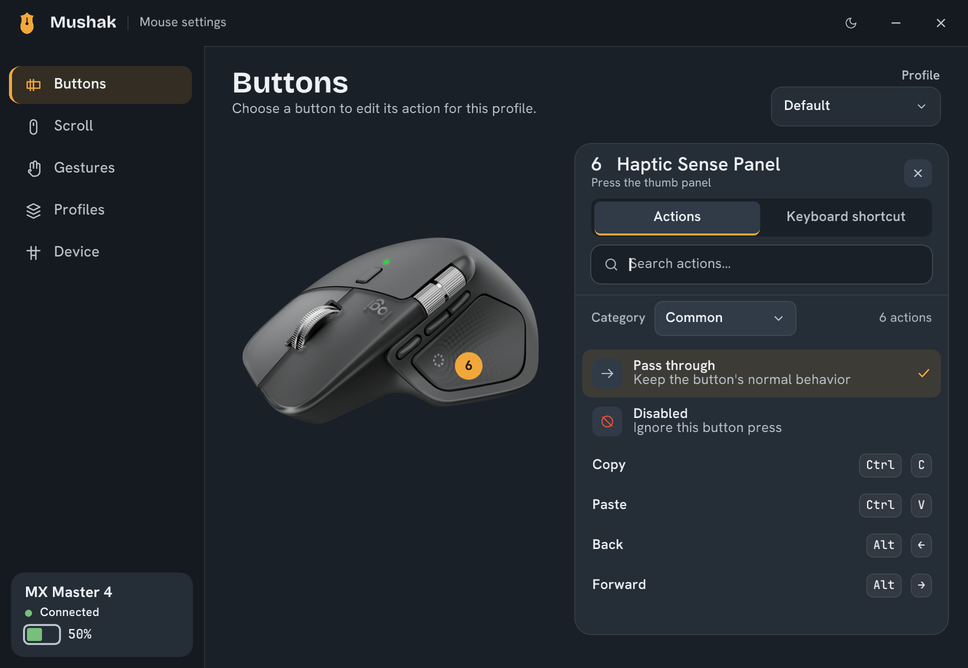 Mushak
Mouse settings
Buttons
Scroll
Gestures
Profiles
Device
MX Master 4
Connected
50%
Buttons
Choose a button to edit its action for this profile.
Profile
Default
logi
6
6 Haptic Sense Panel
Press the thumb panel
Actions
Keyboard shortcut
Search actions...
Category
Common
6 actions
Pass through
Keep the button's normal behavior
Disabled
Ignore this button press
Copy
Ctrl C
Paste
Ctrl V
Back
Alt ←
Forward
Alt →